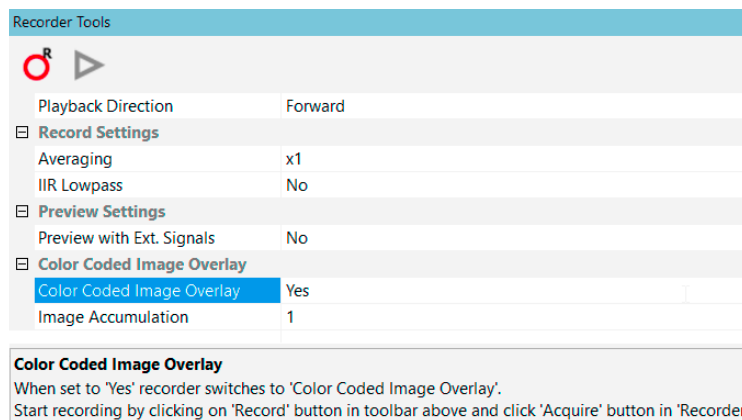 Recorder Tools
R
Playback Direction Forward
Record Settings
Averaging x1
IIR Lowpass No
Preview Settings
Preview with Ext. Signals No
Color Coded Image Overlay
Color Coded Image Overlay Yes
Image Accumulation 1
Color Coded Image Overlay
When set to 'Yes' recorder switches to 'Color Coded Image Overlay'.
Start recording by clicking on 'Record' button in toolbar above and click 'Acquire' button in 'Recorder